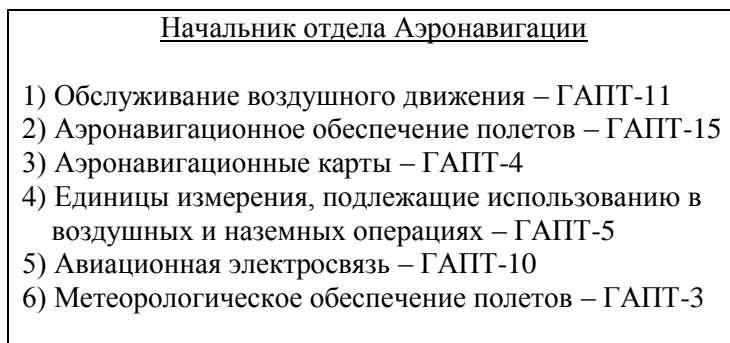 Начальник отдела Аэронавигации
1) Обслуживание воздушного движения – ГАПТ-11
2) Аэронавигационное обеспечение полетов – ГАПТ-15
3) Аэронавигационные карты – ГАПТ-4
4) Единицы измерения, подлежащие использованию в
воздушных и наземных операциях – ГАПТ-5
5) Авиационная электросвязь – ГАПТ-10
6) Метеорологическое обеспечение полетов – ГАПТ-3